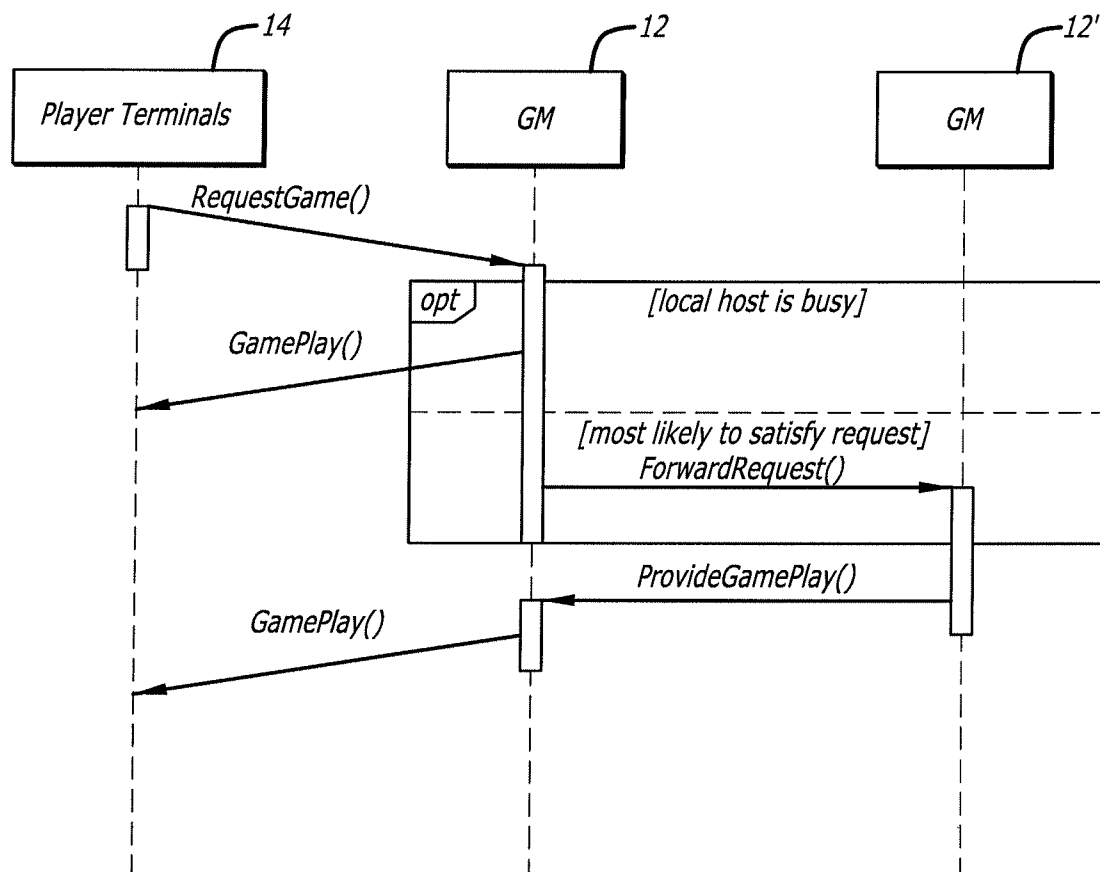 14
12
12'
Player Terminals
GM
GM
RequestGame()
opt
[local host is busy]
GamePlay()
[most likely to satisfy request]
ForwardRequest()
ProvideGamePlay()
GamePlay()